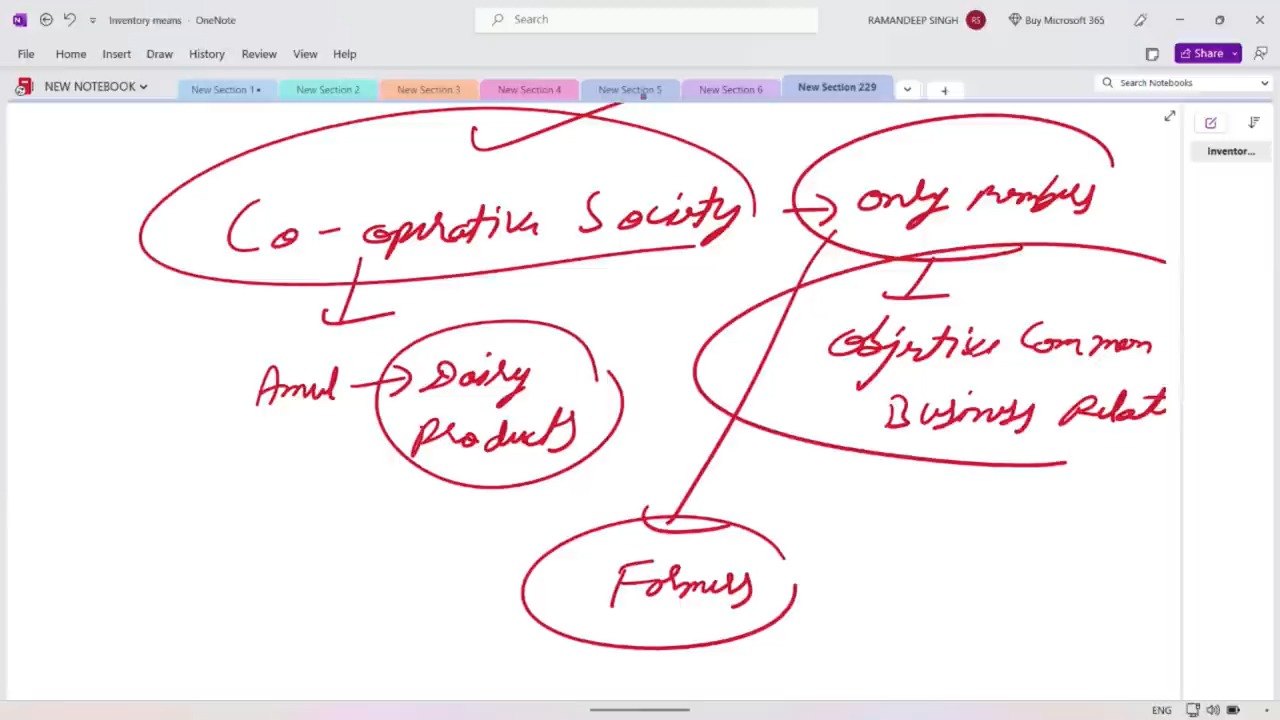 Inventory means • OneNote
Search
RAMANDEEP SINGH
RS
Buy Microsoft 365
File
Home
Insert
Draw
History
Review
View
Help
Share
NEW NOTEBOOK
New Section 1
New Section 2
New Section 3
New Section 4
New Section 5
New Section 6
New Section 229
Search Notebooks
Inventor...
Co-operative Society → only members
Objective Common
Business Relat
Amul → Dairy
Products
Farmers
ENG